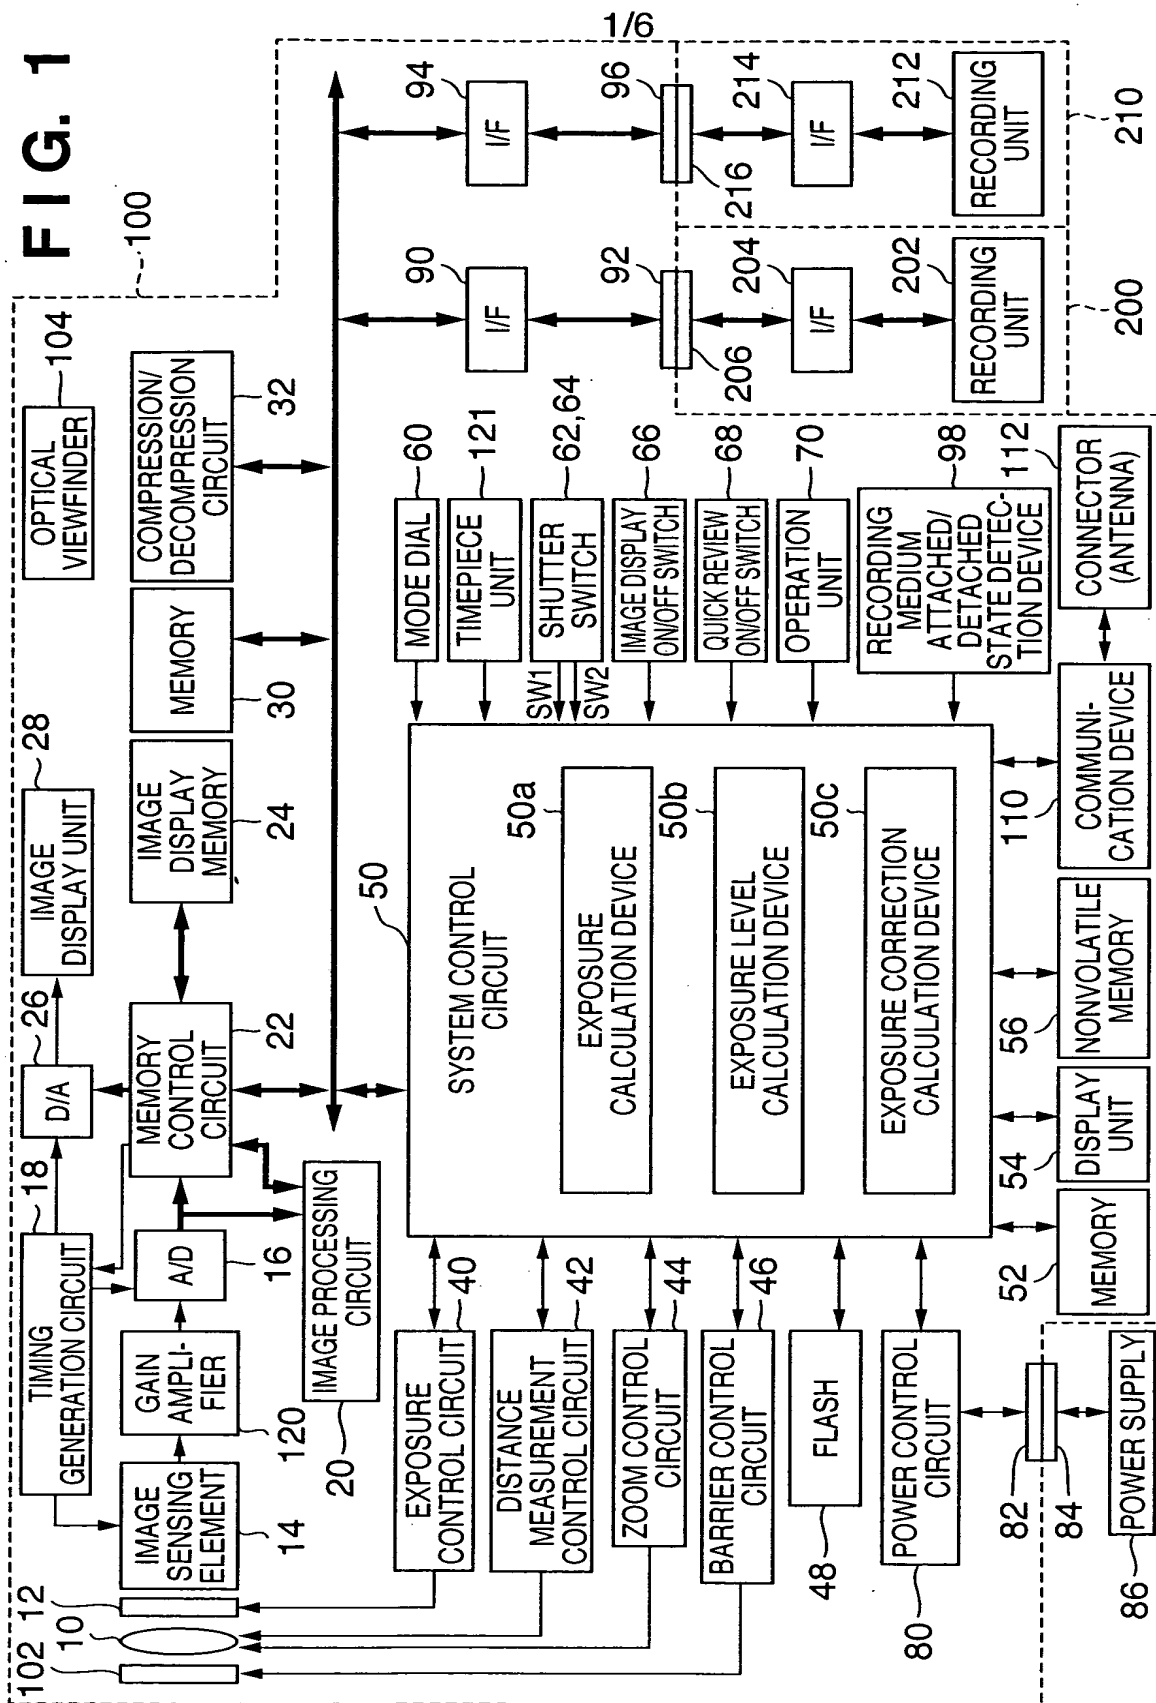 1/6
FIG. 1
100
102
10
12
IMAGE
SENSING
ELEMENT
14
GAIN
AMPLI-
FIER
120
A/D
16
TIMING
GENERATION CIRCUIT
18
D/A
26
IMAGE
DISPLAY UNIT
28
OPTICAL
VIEWFINDER
104
MEMORY
CONTROL
CIRCUIT
22
IMAGE
DISPLAY
MEMORY
24
MEMORY
30
COMPRESSION/
DECOMPRESSION
CIRCUIT
32
IMAGE PROCESSING
CIRCUIT
20
EXPOSURE
CONTROL CIRCUIT
40
DISTANCE
MEASUREMENT
CONTROL CIRCUIT
42
ZOOM CONTROL
CIRCUIT
44
BARRIER CONTROL
CIRCUIT
46
FLASH
48
POWER CONTROL
CIRCUIT
80
82
84
POWER SUPPLY
86
SYSTEM CONTROL
CIRCUIT
50
EXPOSURE
CALCULATION DEVICE
50a
EXPOSURE LEVEL
CALCULATION DEVICE
50b
EXPOSURE CORRECTION
CALCULATION DEVICE
50c
MEMORY
52
DISPLAY
UNIT
54
NONVOLATILE
MEMORY
56
COMMUNI-
CATION DEVICE
110
CONNECTOR
(ANTENNA)
112
MODE DIAL
60
TIMEPIECE
UNIT
121
SHUTTER
SWITCH
62,64
SW1
SW2
IMAGE DISPLAY
ON/OFF SWITCH
66
QUICK REVIEW
ON/OFF SWITCH
68
OPERATION
UNIT
70
RECORDING
MEDIUM
ATTACHED/
DETACHED
STATE DETEC-
TION DEVICE
98
I/F
90
92
206
I/F
204
RECORDING
UNIT
202
200
I/F
94
96
216
I/F
214
RECORDING
UNIT
212
210